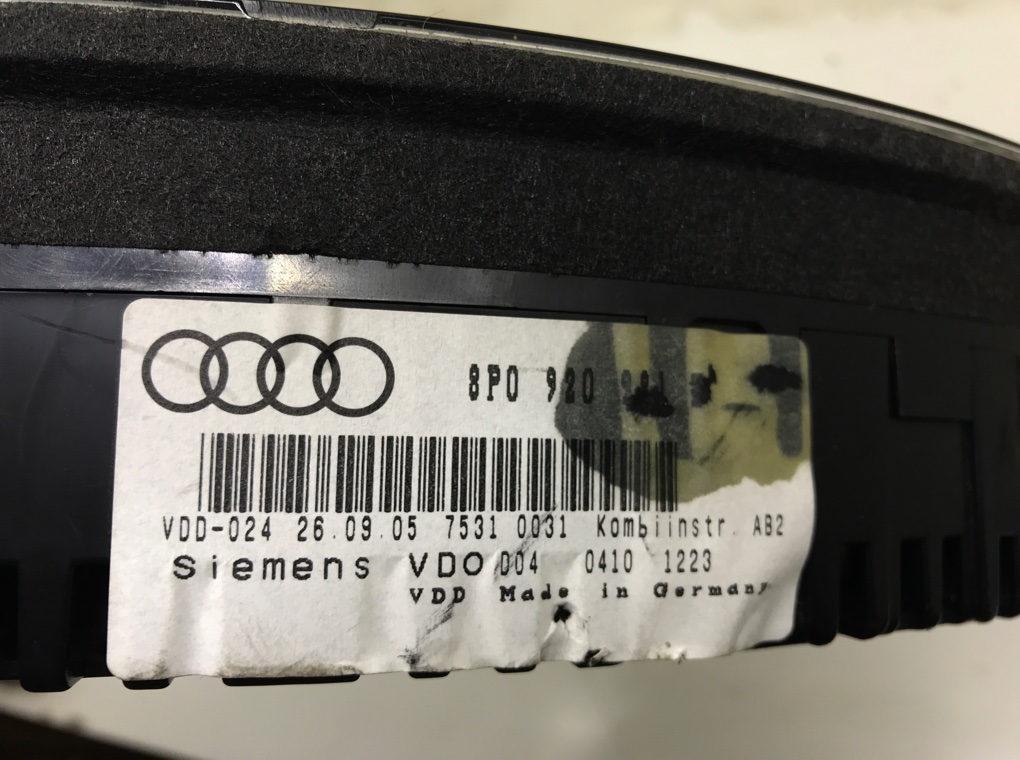 8P0 920
VDD-024 26.09.05 7531 0031 Kombiinstr. AB2
Siemens VDO D04 0410 1223
VDD Made in Germany